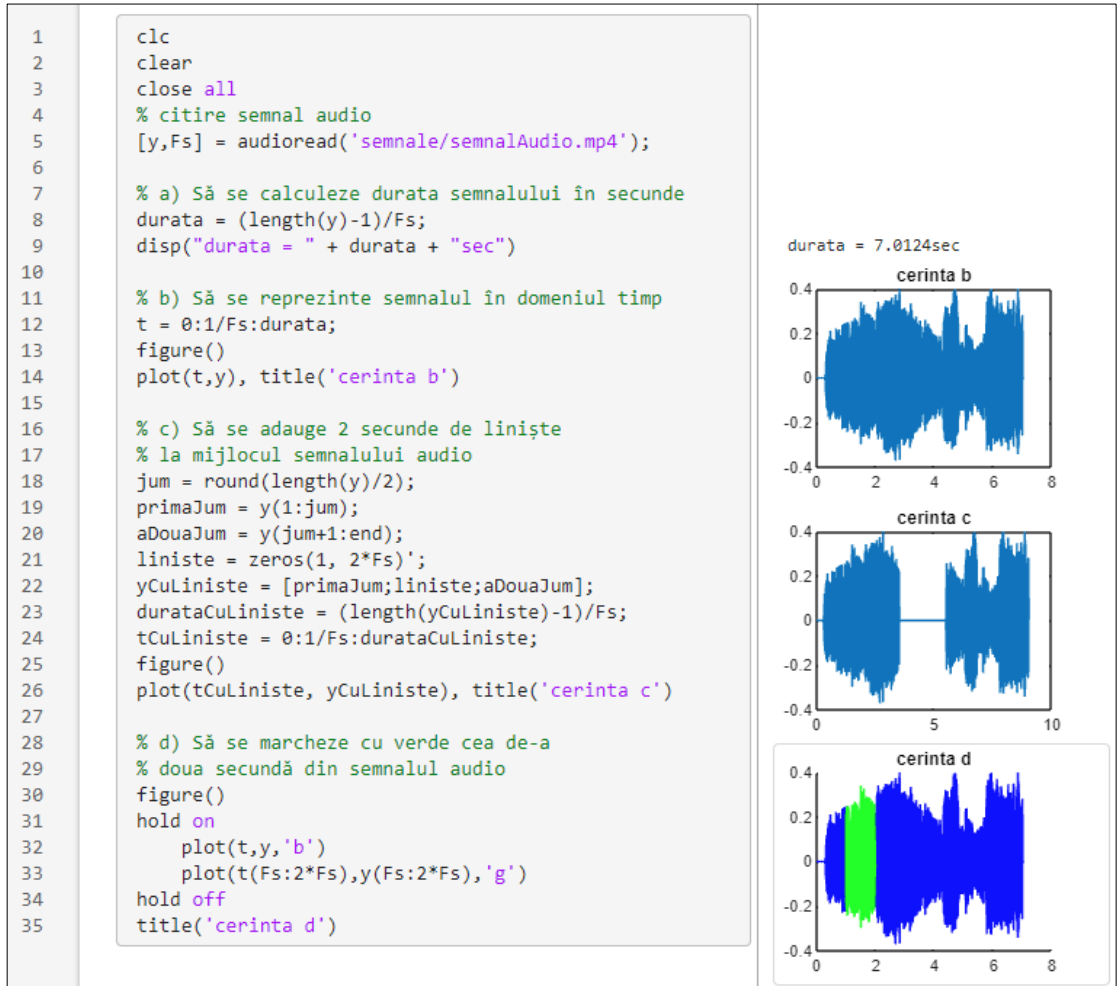 1 clc
2 clear
3 close all
4 % citire semnal audio
5 [y,Fs] = audioread('semnale/semnalAudio.mp4');
6
7 % a) Să se calculeze durata semnalului în secunde
8 durata = (length(y)-1)/Fs;
9 disp("durata = " + durata + "sec")
10
11 % b) Să se reprezinte semnalul în domeniul timp
12 t = 0:1/Fs:durata;
13 figure()
14 plot(t,y), title('cerinta b')
15
16 % c) Să se adauge 2 secunde de liniște
17 % la mijlocul semnalului audio
18 jum = round(length(y)/2);
19 primaJum = y(1:jum);
20 aDouaJum = y(jum+1:end);
21 liniste = zeros(1, 2*Fs)';
22 yCuLiniste = [primaJum;liniste;aDouaJum];
23 durataCuLiniste = (length(yCuLiniste)-1)/Fs;
24 tCuLiniste = 0:1/Fs:durataCuLiniste;
25 figure()
26 plot(tCuLiniste, yCuLiniste), title('cerinta c')
27
28 % d) Să se marcheze cu verde cea de-a
29 % doua secundă din semnalul audio
30 figure()
31 hold on
32 plot(t,y,'b')
33 plot(t(Fs:2*Fs),y(Fs:2*Fs),'g')
34 hold off
35 title('cerinta d')
durata = 7.0124sec
cerinta b
0.4
0.2
0
-0.2
-0.4
0 2 4 6 8
cerinta c
0.4
0.2
0
-0.2
-0.4
0 5 10
cerinta d
0.4
0.2
0
-0.2
-0.4
0 2 4 6 8